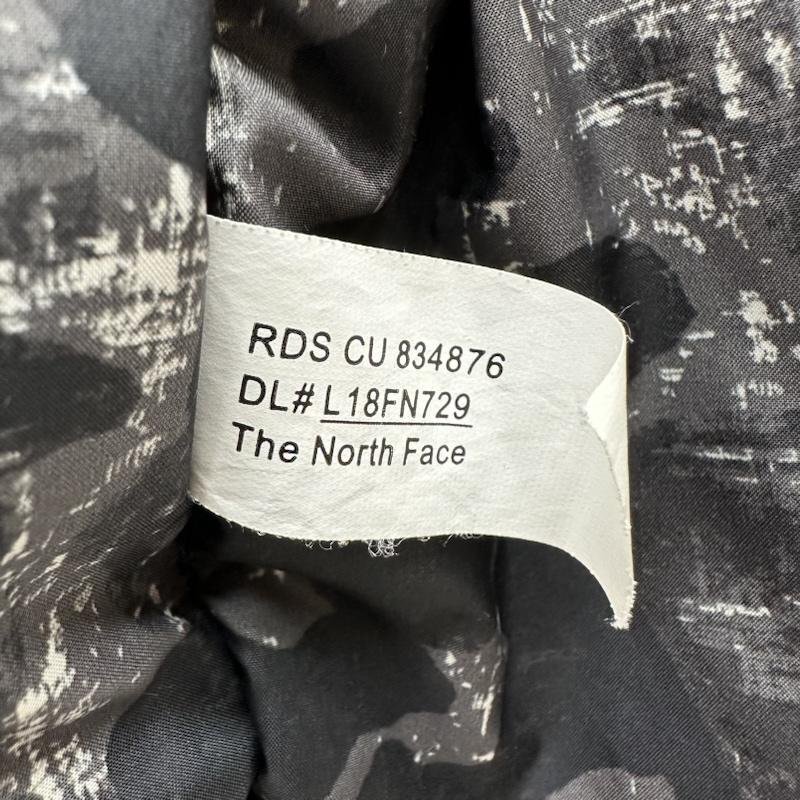 RDS CU 834876
DL# L18FN729
The North Face